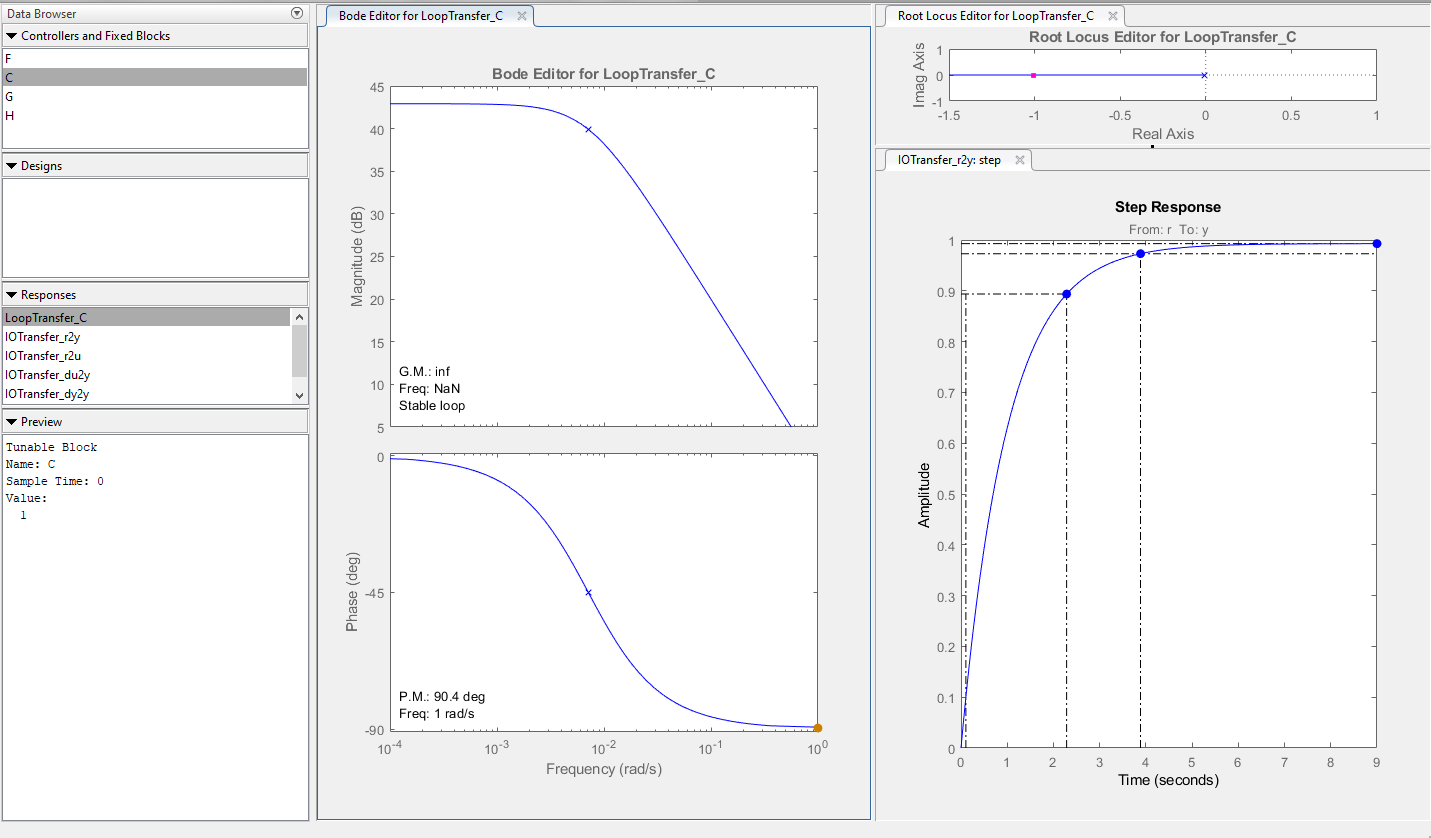 Data Browser
Controllers and Fixed Blocks
F
C
G
H
Designs
Responses
LoopTransfer_C
IOTransfer_r2y
IOTransfer_r2u
IOTransfer_du2y
IOTransfer_dy2y
Preview
Tunable Block
Name: C
Sample Time: 0
Value:
1
Bode Editor for LoopTransfer_C
Bode Editor for LoopTransfer_C
Magnitude (dB)
45
40
35
30
25
20
15
10
5
G.M.: inf
Freq: NaN
Stable loop
Phase (deg)
0
-45
-90
P.M.: 90.4 deg
Freq: 1 rad/s
10^-4 10^-3 10^-2 10^-1 10^0
Frequency (rad/s)
Root Locus Editor for LoopTransfer_C
Root Locus Editor for LoopTransfer_C
Imag Axis
1
0
-1
-1.5 -1 -0.5 0 0.5 1
Real Axis
IOTransfer_r2y: step
Step Response
From: r To: y
Amplitude
1
0.9
0.8
0.7
0.6
0.5
0.4
0.3
0.2
0.1
0
0 1 2 3 4 5 6 7 8 9
Time (seconds)